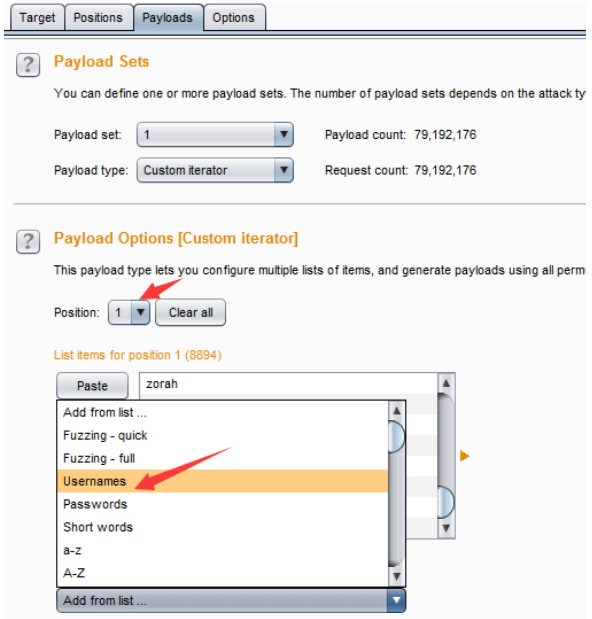 Target Positions Payloads Options
? Payload Sets
You can define one or more payload sets. The number of payload sets depends on the attack ty
Payload set: 1 Payload count: 79,192,176
Payload type: Custom iterator Request count: 79,192,176
? Payload Options [Custom iterator]
This payload type lets you configure multiple lists of items, and generate payloads using all perm
Position: 1 Clear all
List items for position 1 (8894)
Paste zorah
Add from list ...
Fuzzing - quick
Fuzzing - full
Usernames
Passwords
Short words
a-z
A-Z
Add from list ...